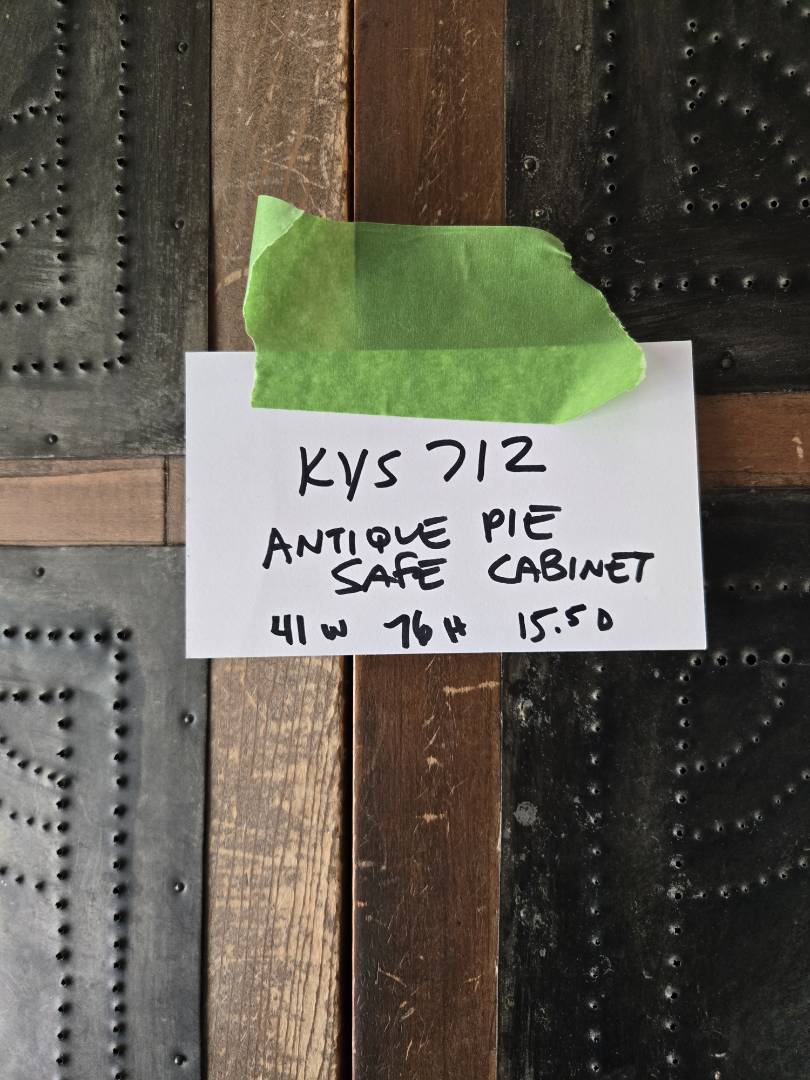 KYS 712
ANTIQUE PIE
SAFE CABINET
41 W 76 H 15.5 D